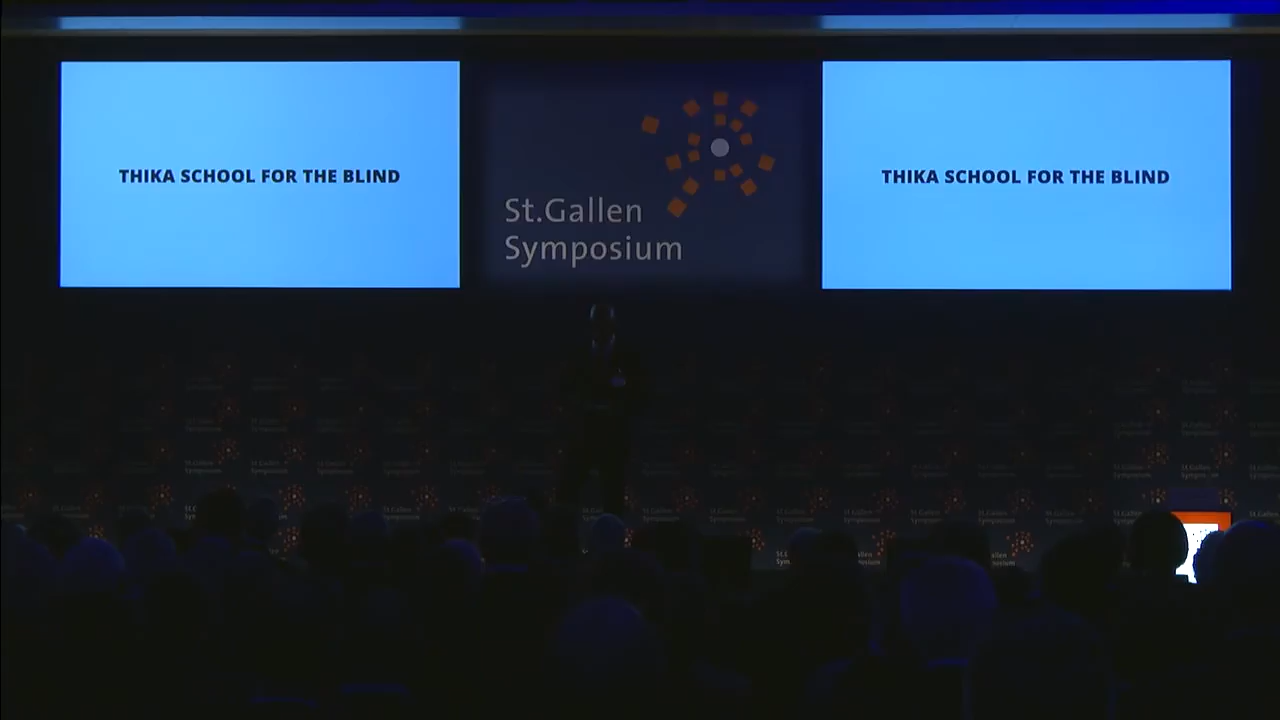 THIKA SCHOOL FOR THE BLIND
St.Gallen
Symposium
THIKA SCHOOL FOR THE BLIND